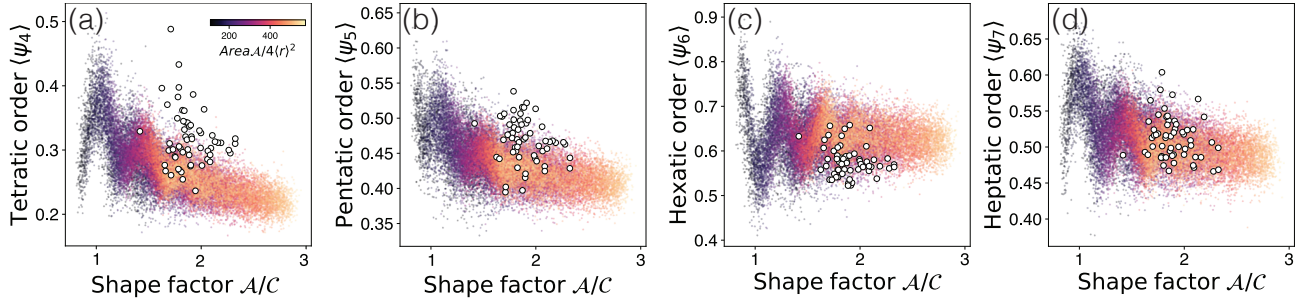 (a)
200 400
Area𝒜/4⟨r⟩²
Tetratic order ⟨ψ₄⟩
0.5
0.4
0.3
0.2
1 2 3
Shape factor 𝒜/𝒞
(b)
Pentatic order ⟨ψ₅⟩
0.65
0.60
0.55
0.50
0.45
0.40
0.35
1 2 3
Shape factor 𝒜/𝒞
(c)
Hexatic order ⟨ψ₆⟩
0.9
0.8
0.7
0.6
0.5
0.4
1 2 3
Shape factor 𝒜/𝒞
(d)
Heptatic order ⟨ψ₇⟩
0.65
0.60
0.55
0.50
0.45
0.40
1 2 3
Shape factor 𝒜/𝒞